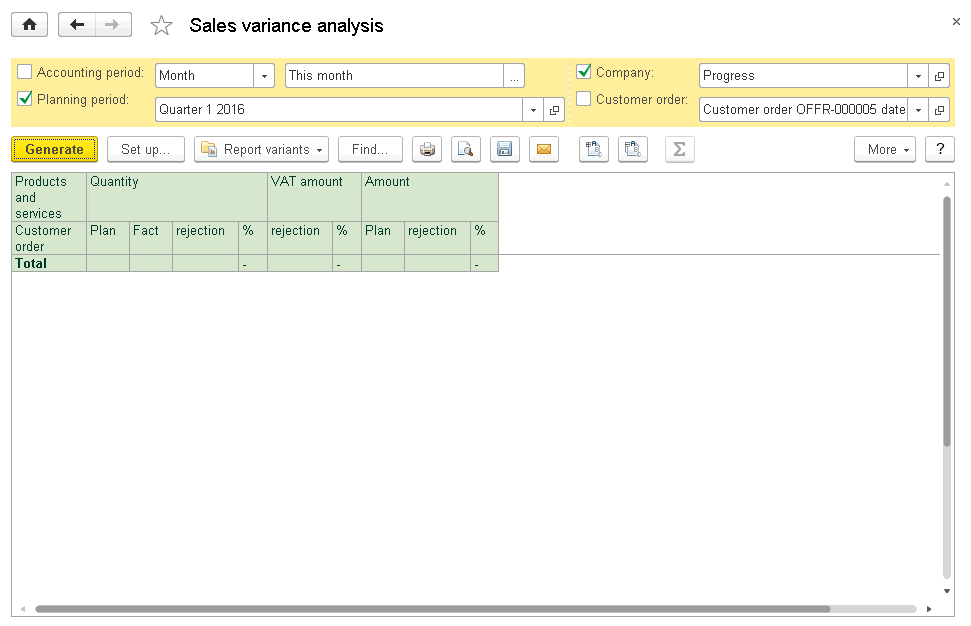 Sales variance analysis
Accounting period: Month This month ... Company: Progress
Planning period: Quarter 1 2016 Customer order: Customer order OFFR-000005 date
Generate Set up... Report variants Find... Σ More ?
Products and services Quantity VAT amount Amount
Customer order Plan Fact rejection % rejection % Plan rejection %
Total - - -